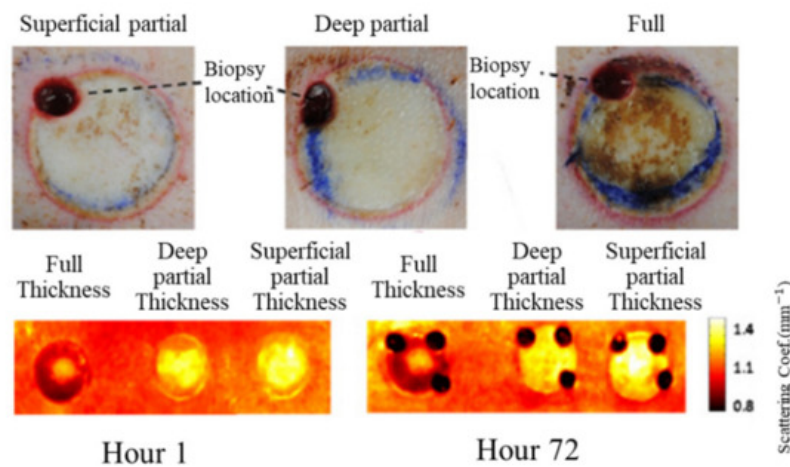 Superficial partial
Deep partial
Full
Biopsy
location
Biopsy
location
Full
Thickness
Deep
partial
Thickness
Superficial
partial
Thickness
Full
Thickness
Deep
partial
Thickness
Superficial
partial
Thickness
1.4
1.1
0.8
Scattering Coef.(mm⁻¹)
Hour 1
Hour 72